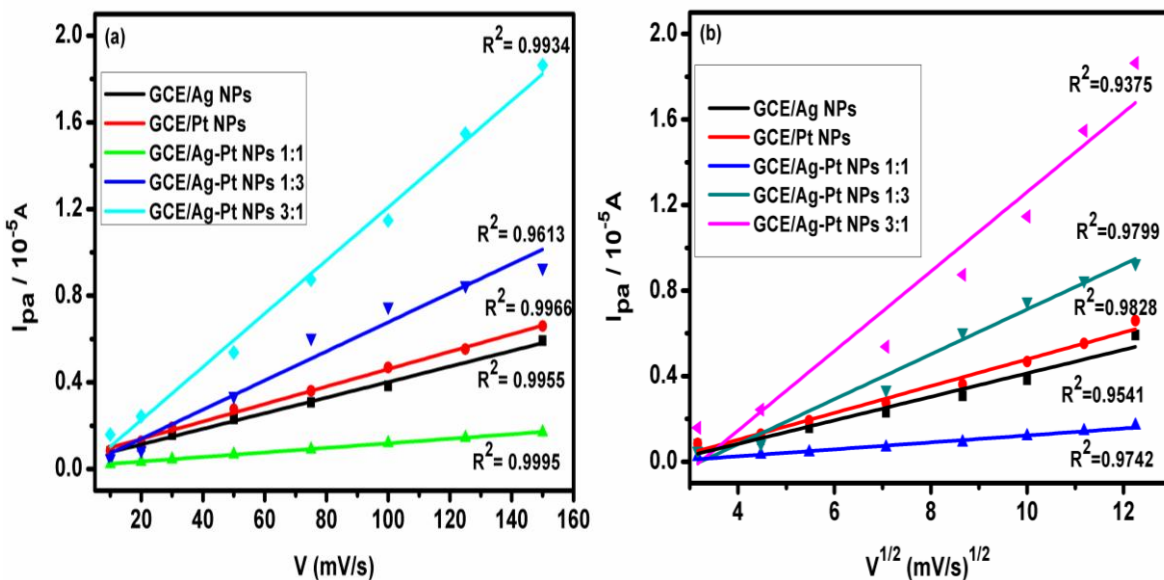 (a)
R2= 0.9934
GCE/Ag NPs
GCE/Pt NPs
GCE/Ag-Pt NPs 1:1
GCE/Ag-Pt NPs 1:3
GCE/Ag-Pt NPs 3:1
R2= 0.9613
R2= 0.9966
R2= 0.9955
R2= 0.9995
2.0
1.6
1.2
0.8
0.4
0.0
Ipa / 10-5A
20 40 60 80 100 120 140 160
V (mV/s)
(b)
R2=0.9375
GCE/Ag NPs
GCE/Pt NPs
GCE/Ag-Pt NPs 1:1
GCE/Ag-Pt NPs 1:3
GCE/Ag-Pt NPs 3:1
R2=0.9799
R2=0.9828
R2=0.9541
R2=0.9742
2.0
1.6
1.2
0.8
0.4
0.0
Ipa / 10-5A
4 6 8 10 12
V1/2 (mV/s)1/2